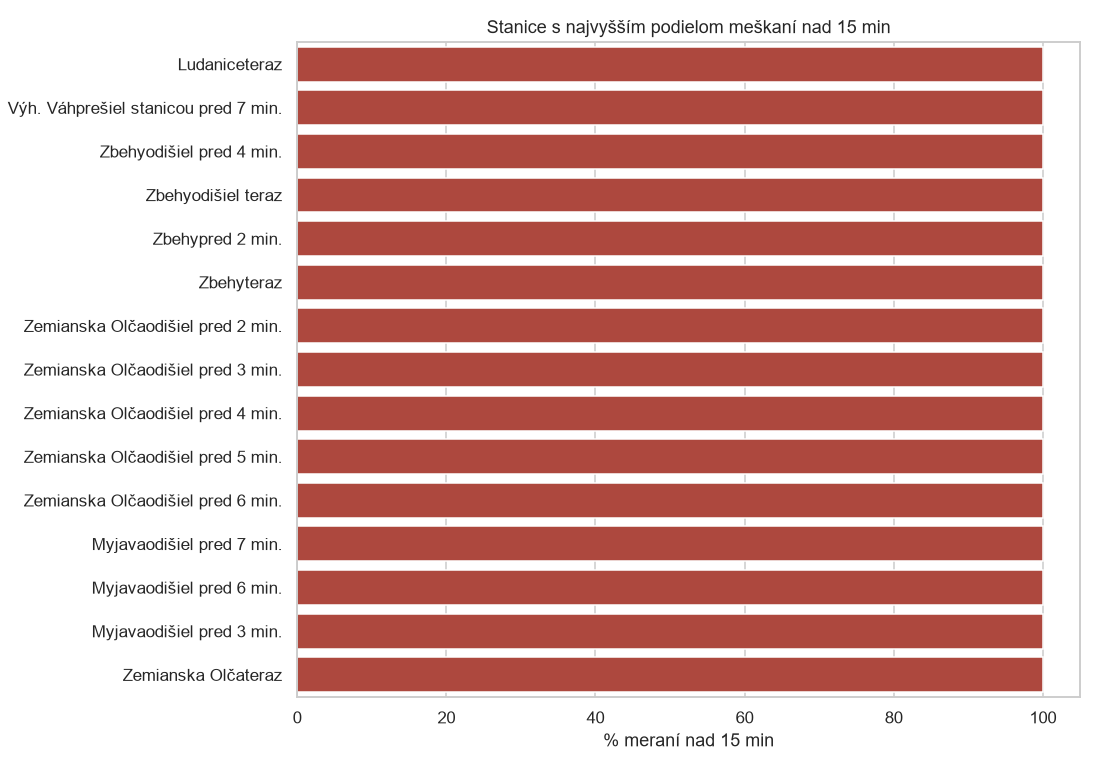 Stanice s najvyšším podielom meškaní nad 15 min
Ludaniceteraz
Výh. Váhprešiel stanicou pred 7 min.
Zbehyodišiel pred 4 min.
Zbehyodišiel teraz
Zbehypred 2 min.
Zbehyteraz
Zemianska Olčaodišiel pred 2 min.
Zemianska Olčaodišiel pred 3 min.
Zemianska Olčaodišiel pred 4 min.
Zemianska Olčaodišiel pred 5 min.
Zemianska Olčaodišiel pred 6 min.
Myjavaodišiel pred 7 min.
Myjavaodišiel pred 6 min.
Myjavaodišiel pred 3 min.
Zemianska Olčateraz
0 20 40 60 80 100
% meraní nad 15 min